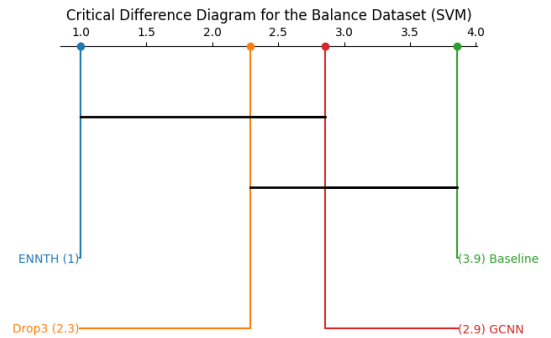 Critical Difference Diagram for the Balance Dataset (SVM)
1.0 1.5 2.0 2.5 3.0 3.5 4.0
ENNTH (1) (3.9) Baseline
Drop3 (2.3) (2.9) GCNN